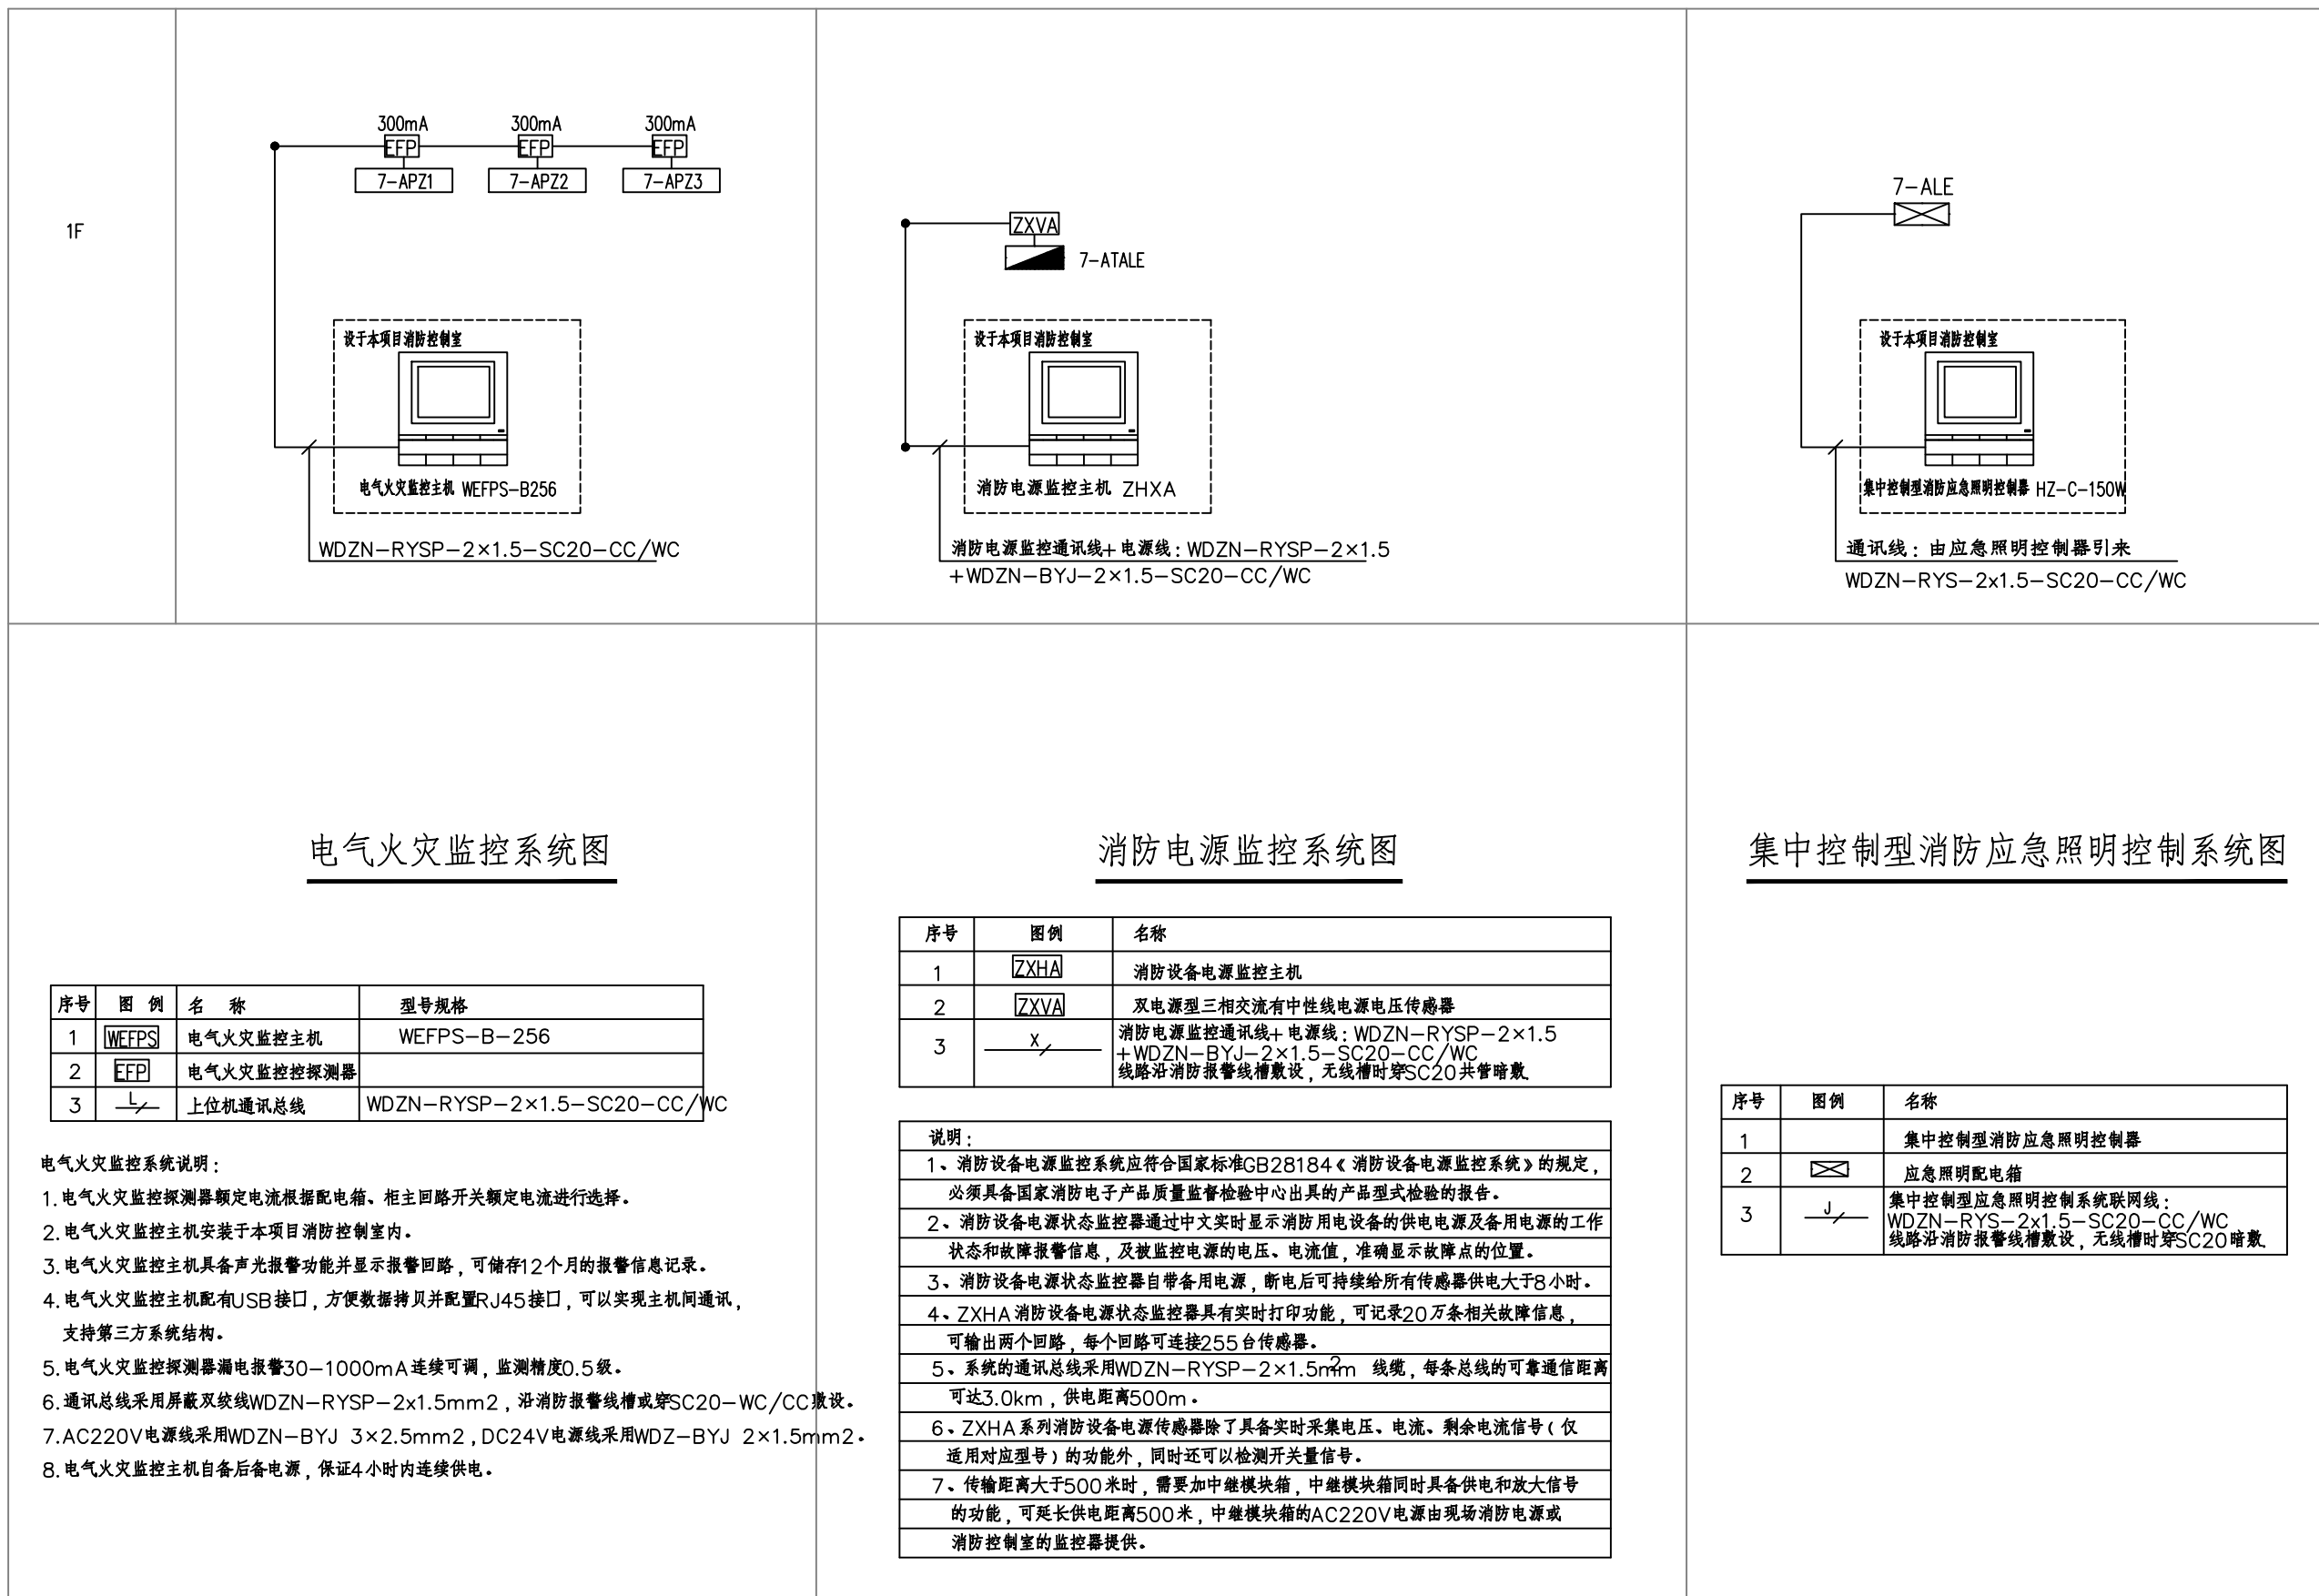 1F
300mA 300mA 300mA
EFP EFP EFP
7-APZ1 7-APZ2 7-APZ3
设于本项目消防控制室
电气火灾监控主机 WEFPS-B256
WDZN-RYSP-2×1.5-SC20-CC/WC
ZXVA
7-ATALE
设于本项目消防控制室
消防电源监控主机 ZHXA
消防电源监控通讯线+电源线：WDZN-RYSP-2×1.5
+WDZN-BYJ-2×1.5-SC20-CC/WC
7-ALE
设于本项目消防控制室
集中控制型消防应急照明控制器 HZ-C-150W
通讯线：由应急照明控制器引来
WDZN-RYS-2x1.5-SC20-CC/WC
电气火灾监控系统图
序号 图 例 名 称 型号规格
1 WEFPS 电气火灾监控主机 WEFPS-B-256
2 EFP 电气火灾监控控探测器
3 L 上位机通讯总线 WDZN-RYSP-2×1.5-SC20-CC/WC
电气火灾监控系统说明：
1.电气火灾监控探测器额定电流根据配电箱、柜主回路开关额定电流进行选择。
2.电气火灾监控主机安装于本项目消防控制室内。
3.电气火灾监控主机具备声光报警功能并显示报警回路，可储存12个月的报警信息记录。
4.电气火灾监控主机配有USB接口，方便数据拷贝并配置RJ45接口，可以实现主机间通讯，
支持第三方系统结构。
5.电气火灾监控探测器漏电报警30-1000mA连续可调，监测精度0.5级。
6.通讯总线采用屏蔽双绞线WDZN-RYSP-2x1.5mm2，沿消防报警线槽或穿SC20-WC/CC敷设。
7.AC220V电源线采用WDZN-BYJ 3×2.5mm2，DC24V电源线采用WDZ-BYJ 2×1.5mm2。
8.电气火灾监控主机自备后备电源，保证4小时内连续供电。
消防电源监控系统图
序号 图例 名称
1 ZXHA 消防设备电源监控主机
2 ZXVA 双电源型三相交流有中性线电源电压传感器
3 X 消防电源监控通讯线+电源线：WDZN-RYSP-2×1.5
+WDZN-BYJ-2×1.5-SC20-CC/WC
线路沿消防报警线槽敷设，无线槽时穿SC20共管暗敷.
说明：
1、消防设备电源监控系统应符合国家标准GB28184《消防设备电源监控系统》的规定，
必须具备国家消防电子产品质量监督检验中心出具的产品型式检验的报告。
2、消防设备电源状态监控器通过中文实时显示消防用电设备的供电电源及备用电源的工作
状态和故障报警信息，及被监控电源的电压、电流值，准确显示故障点的位置。
3、消防设备电源状态监控器自带备用电源，断电后可持续给所有传感器供电大于8小时。
4、ZXHA消防设备电源状态监控器具有实时打印功能，可记录20万条相关故障信息，
可输出两个回路，每个回路可连接255台传感器。
5、系统的通讯总线采用WDZN-RYSP-2×1.5mm2 线缆，每条总线的可靠通信距离
可达3.0km，供电距离500m。
6、ZXHA系列消防设备电源传感器除了具备实时采集电压、电流、剩余电流信号（仅
适用对应型号）的功能外，同时还可以检测开关量信号。
7、传输距离大于500米时，需要加中继模块箱，中继模块箱同时具备供电和放大信号
的功能，可延长供电距离500米，中继模块箱的AC220V电源由现场消防电源或
消防控制室的监控器提供。
集中控制型消防应急照明控制系统图
序号 图例 名称
1 集中控制型消防应急照明控制器
2 应急照明配电箱
3 J 集中控制型应急照明控制系统联网线：
WDZN-RYS-2x1.5-SC20-CC/WC
线路沿消防报警线槽敷设，无线槽时穿SC20暗敷.